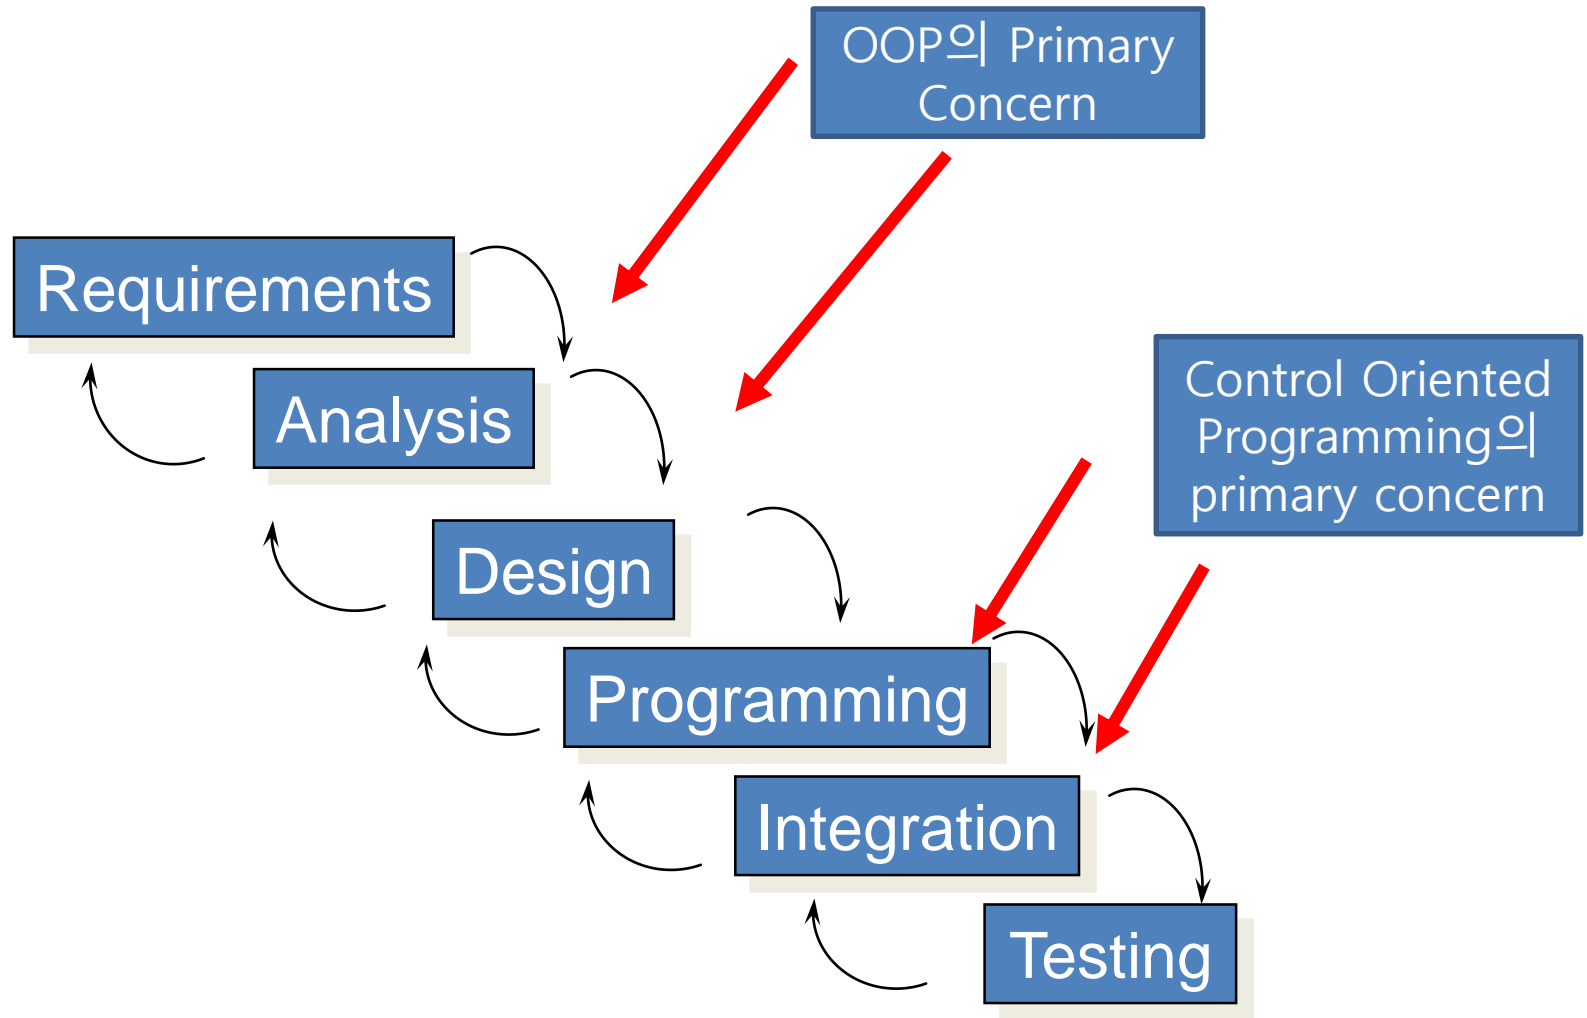 OOP의 Primary
Concern
Requirements
Analysis
Control Oriented
Programming의
primary concern
Design
Programming
Integration
Testing